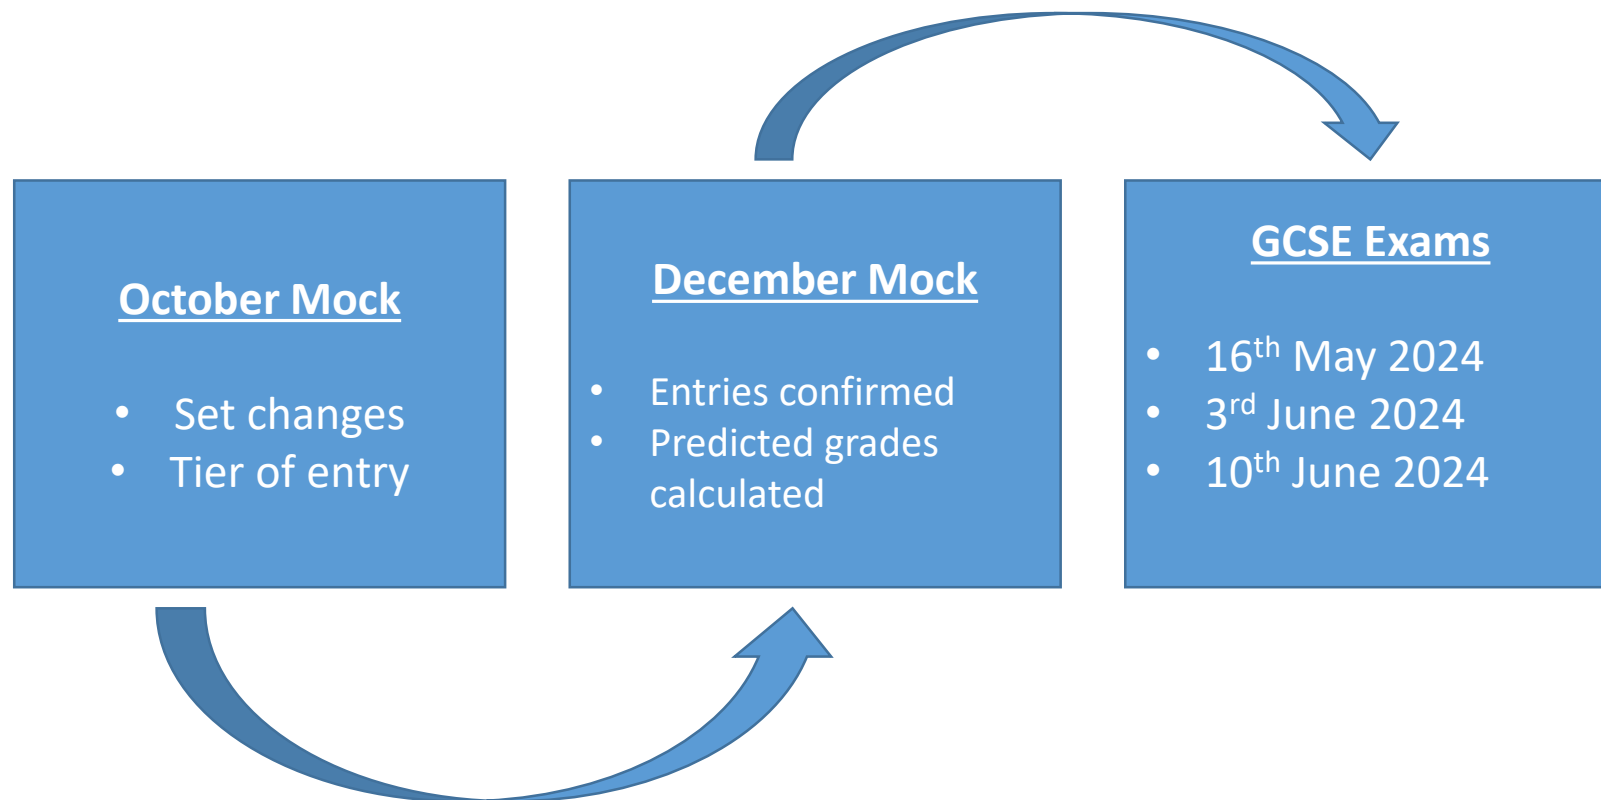 October Mock
• Set changes
• Tier of entry
December Mock
• Entries confirmed
• Predicted grades
calculated
GCSE Exams
• 16th May 2024
• 3rd June 2024
• 10th June 2024